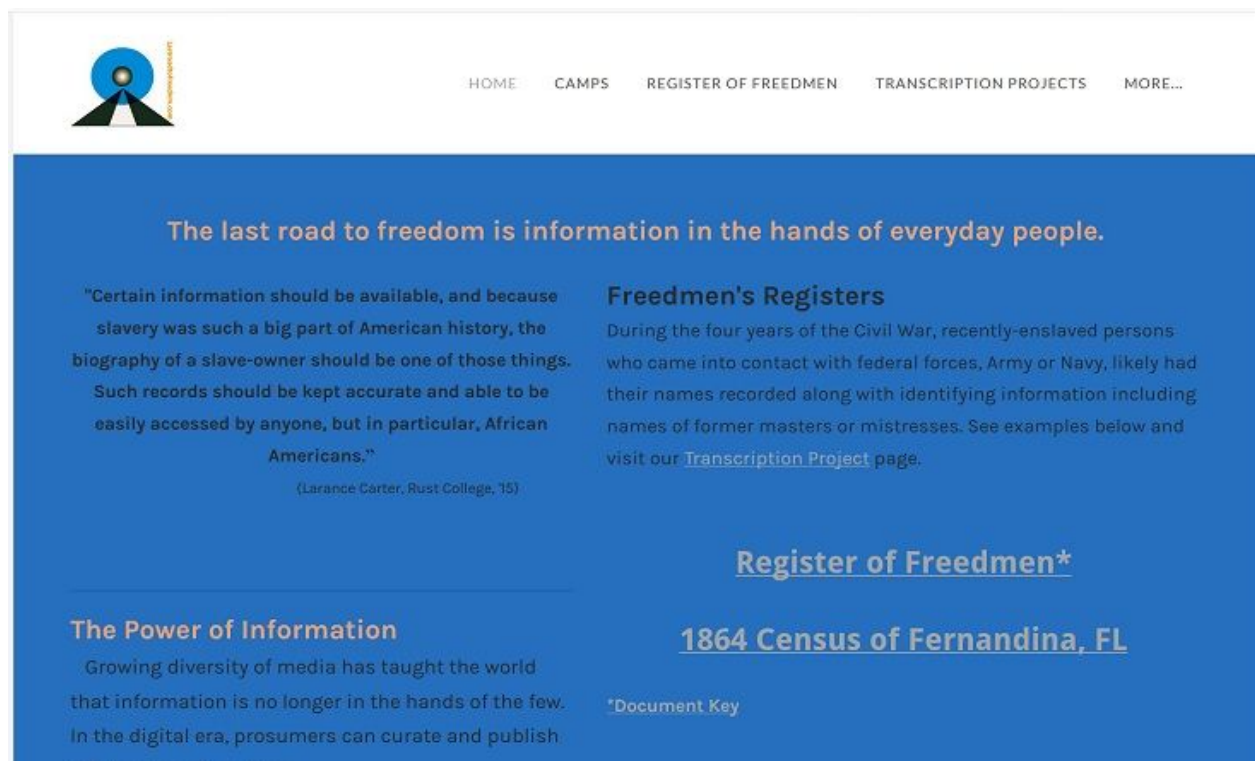 HOME CAMPS REGISTER OF FREEDMEN TRANSCRIPTION PROJECTS MORE...
The last road to freedom is information in the hands of everyday people.
"Certain information should be available, and because
slavery was such a big part of American history, the
biography of a slave-owner should be one of those things.
Such records should be kept accurate and able to be
easily accessed by anyone, but in particular, African
Americans.”
(Larance Carter, Rust College, '15)
The Power of Information
Growing diversity of media has taught the world
that information is no longer in the hands of the few.
In the digital era, prosumers can curate and publish
Freedmen's Registers
During the four years of the Civil War, recently-enslaved persons
who came into contact with federal forces, Army or Navy, likely had
their names recorded along with identifying information including
names of former masters or mistresses. See examples below and
visit our Transcription Project page.
Register of Freedmen*
1864 Census of Fernandina, FL
*Document Key